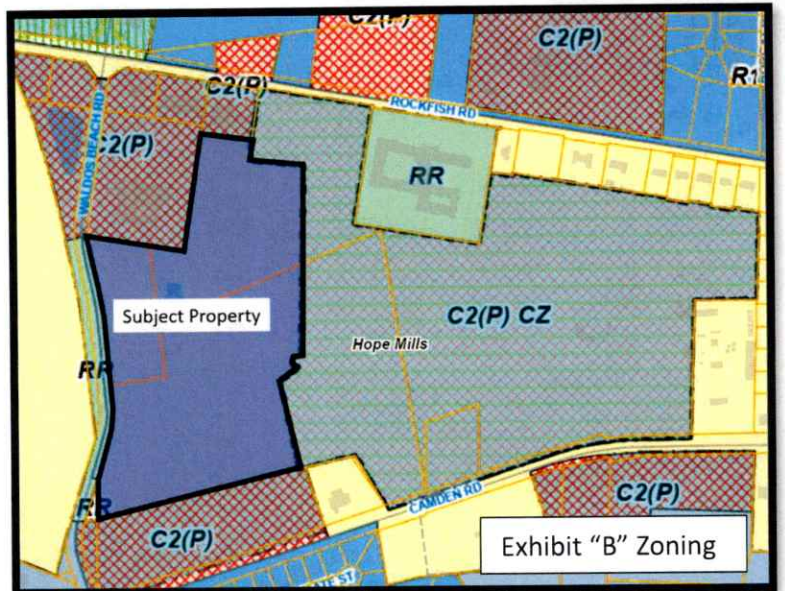 C2(P)
C2(P)
R1
C2(P)
ROCKFISH RD
WALDOS BEACH RD
C2(P)
RR
Subject Property
C2(P) CZ
Hope Mills
RR
RR
CAMDEN RD
C2(P)
C2(P)
Exhibit "B" Zoning